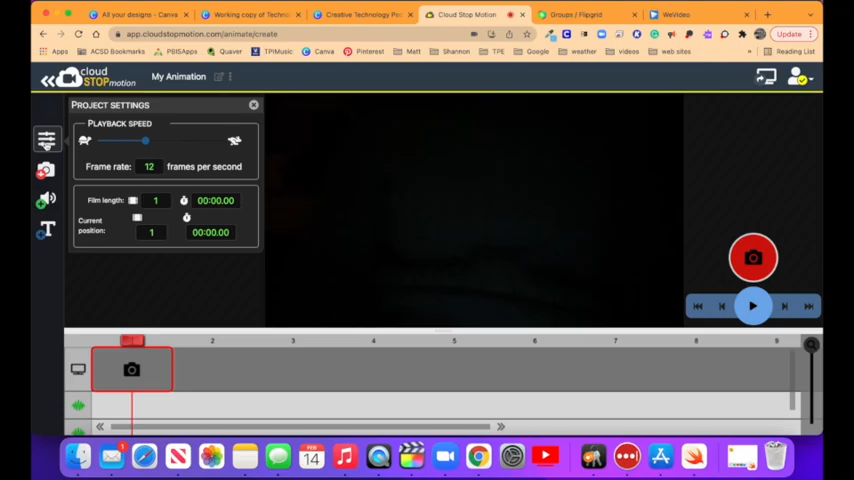 All your designs - Canva
Working copy of Technol
Creative Technology Per
Cloud Stop Motion
Groups / Flipgrid
WeVideo
app.cloudstopmotion.com/animate/create
Update
Apps
ACSD Bookmarks
PBISApps
Quaver
TPIMusic
Canva
Pinterest
Matt
Shannon
TPE
Google
weather
videos
web sites
Reading List
cloud
STOPmotion
My Animation
PROJECT SETTINGS
PLAYBACK SPEED
Frame rate: 12 frames per second
Film length: 1 00:00.00
Current position: 1 00:00.00
T
2 3 4 5 6 7 8 9
1
FEB
14